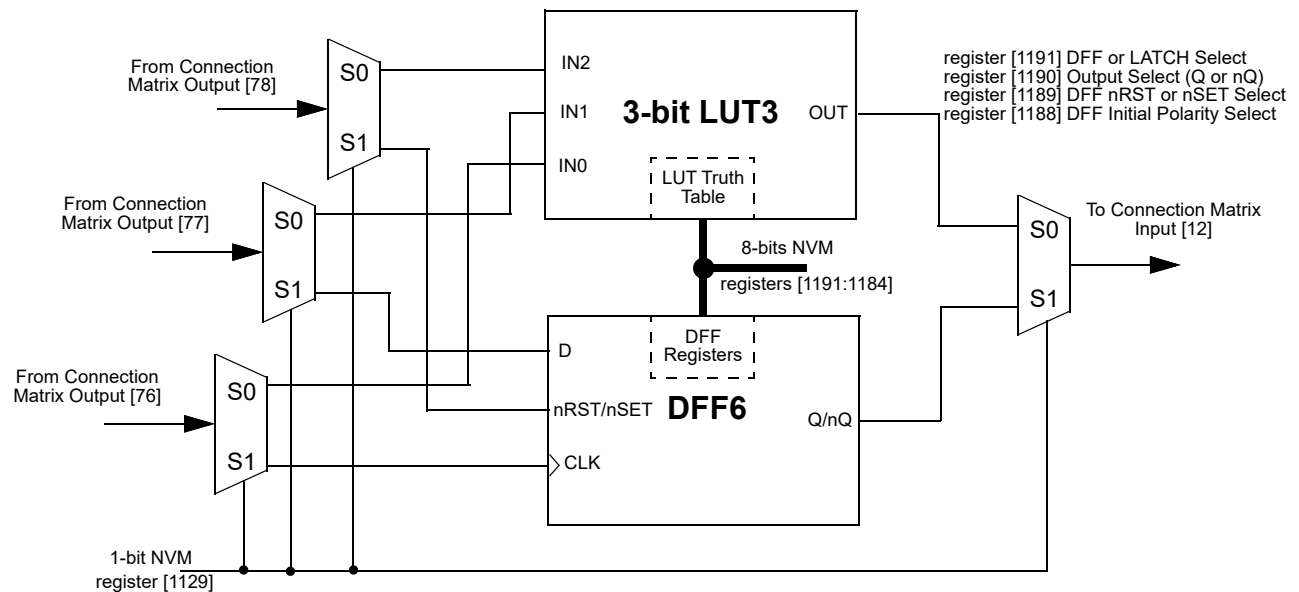 From Connection
Matrix Output [78]
S0
S1
From Connection
Matrix Output [77]
S0
S1
From Connection
Matrix Output [76]
S0
S1
1-bit NVM
register [1129]
IN2
IN1
IN0
3-bit LUT3
OUT
LUT Truth
Table
8-bits NVM
registers [1191:1184]
DFF
Registers
D
nRST/nSET
CLK
DFF6
Q/nQ
register [1191] DFF or LATCH Select
register [1190] Output Select (Q or nQ)
register [1189] DFF nRST or nSET Select
register [1188] DFF Initial Polarity Select
S0
S1
To Connection Matrix
Input [12]